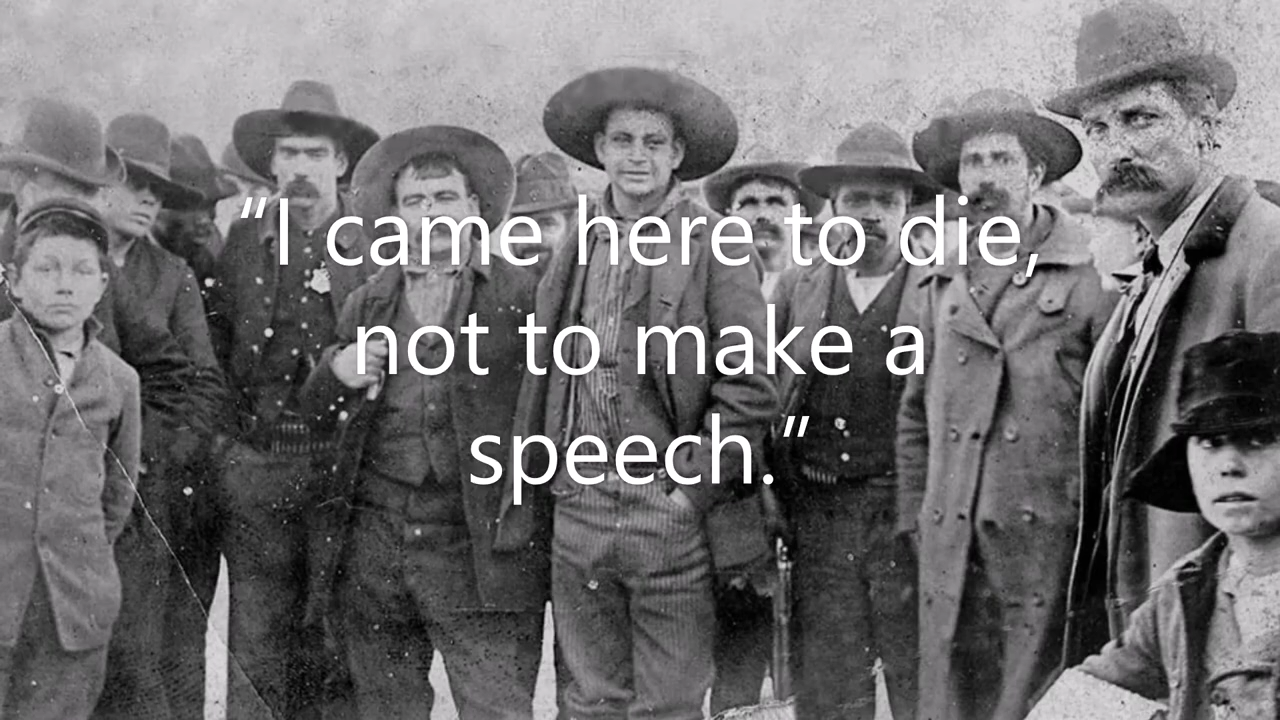 “I came here to die,
not to make a
speech.”